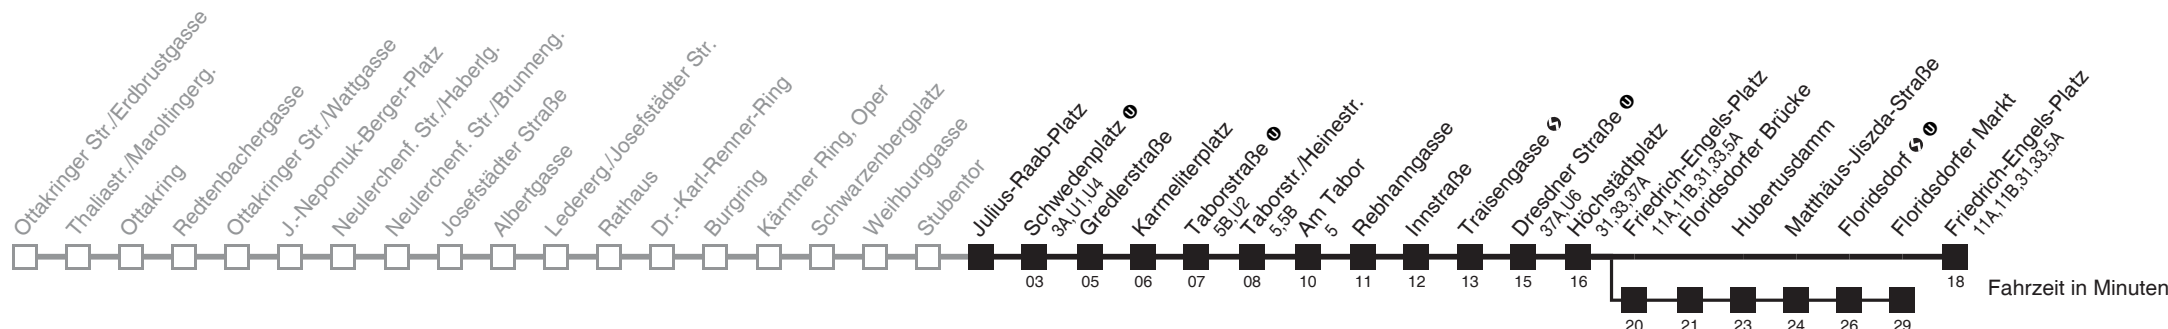 Ottakringer Str./Erdbrustgasse
Thaliastr./Maroltingerg.
Ottakring
Redtenbachergasse
Ottakringer Str./Wattgasse
J.-Nepomuk-Berger-Platz
Neulerchenf. Str./Haberlg.
Neulerchenf. Str./Brunneng.
Josefstädter Straße
Albertgasse
Lederergr./Josefstädter Str.
Rathaus
Dr.-Karl-Renner-Ring
Burgring
Kärntner Ring, Oper
Schwarzenbergplatz
Weihburggasse
Stubentor
Julius-Raab-Platz
Schwedenplatz U
3A,U1,U4
Gredlerstraße
Karmeliterplatz
Taborstraße U
5B,U2
Taborstr./Heinestr.
5,5B
Am Tabor
5
Rebhanngasse
Innstraße
Traisengasse S
Dresdner Straße U
37A,U6
Höchstädtplatz
31,33,37A
Friedrich-Engels-Platz
11A,11B,31,33,5A
Floridsdorfer Brücke
Hubertusdamm
Matthäus-Jiszda-Straße
Floridsdorf S U
Floridsdorfer Markt
Friedrich-Engels-Platz
11A,11B,31,33,5A
03 05 06 07 08 10 11 12 13 15 16 18
Fahrzeit in Minuten
20 21 23 24 26 29